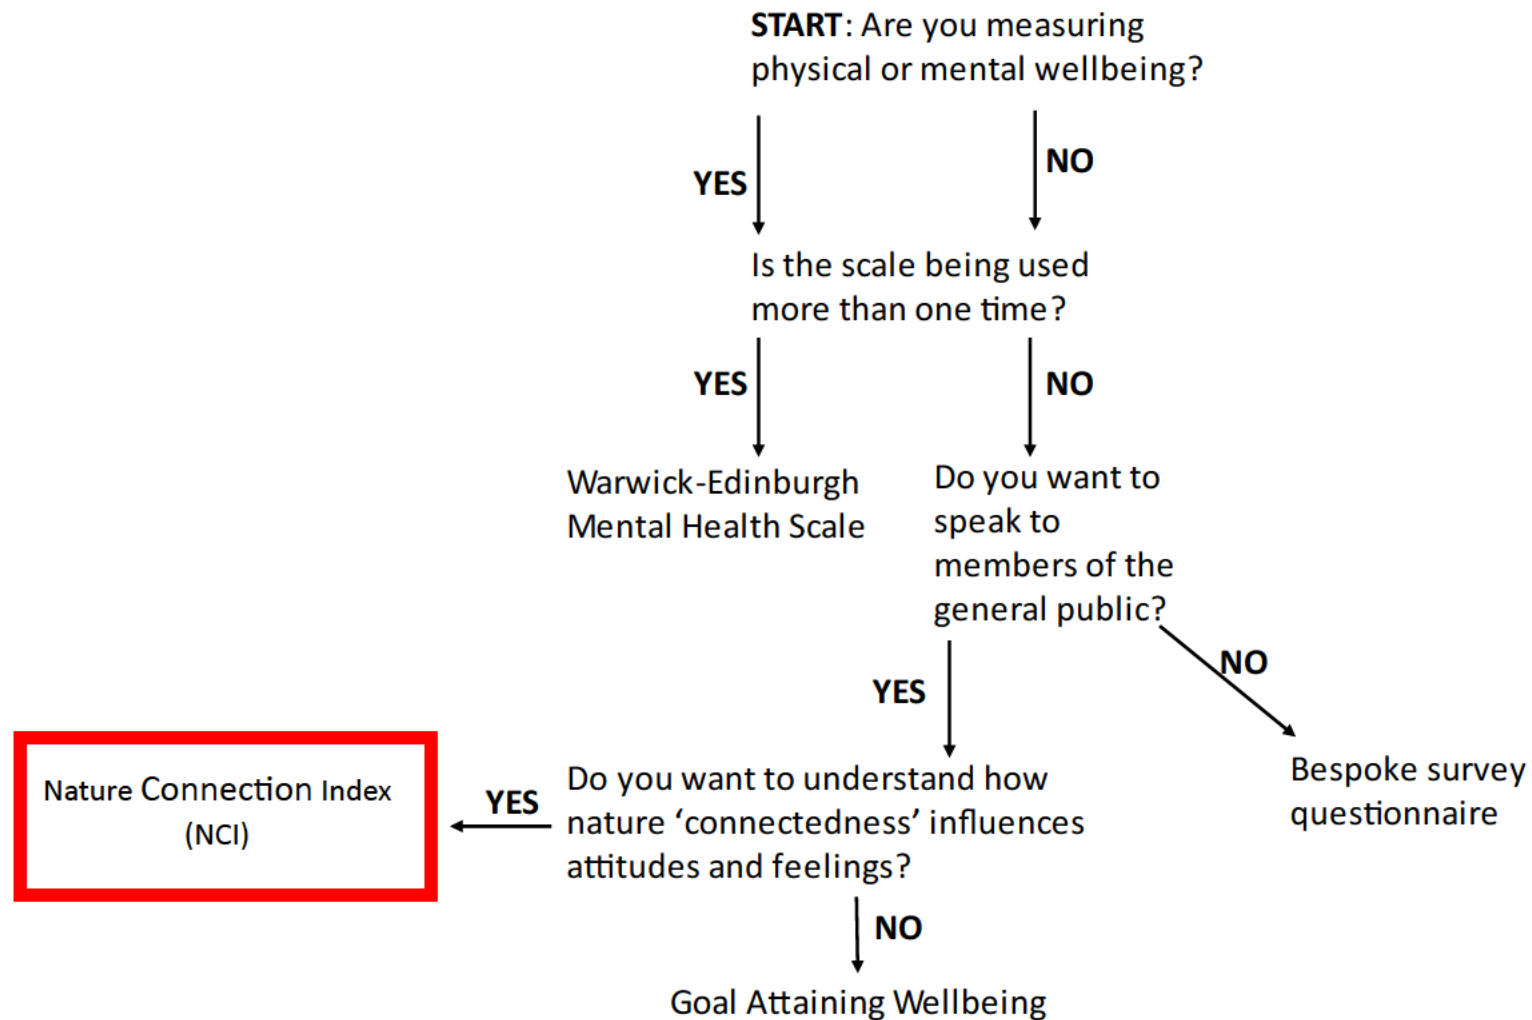 START: Are you measuring
physical or mental wellbeing?
YES
NO
Is the scale being used
more than one time?
YES
NO
Warwick-Edinburgh
Mental Health Scale
Do you want to
speak to
members of the
general public?
YES
NO
Bespoke survey
questionnaire
Do you want to understand how
nature ‘connectedness’ influences
attitudes and feelings?
YES
Nature Connection Index
(NCI)
NO
Goal Attaining Wellbeing